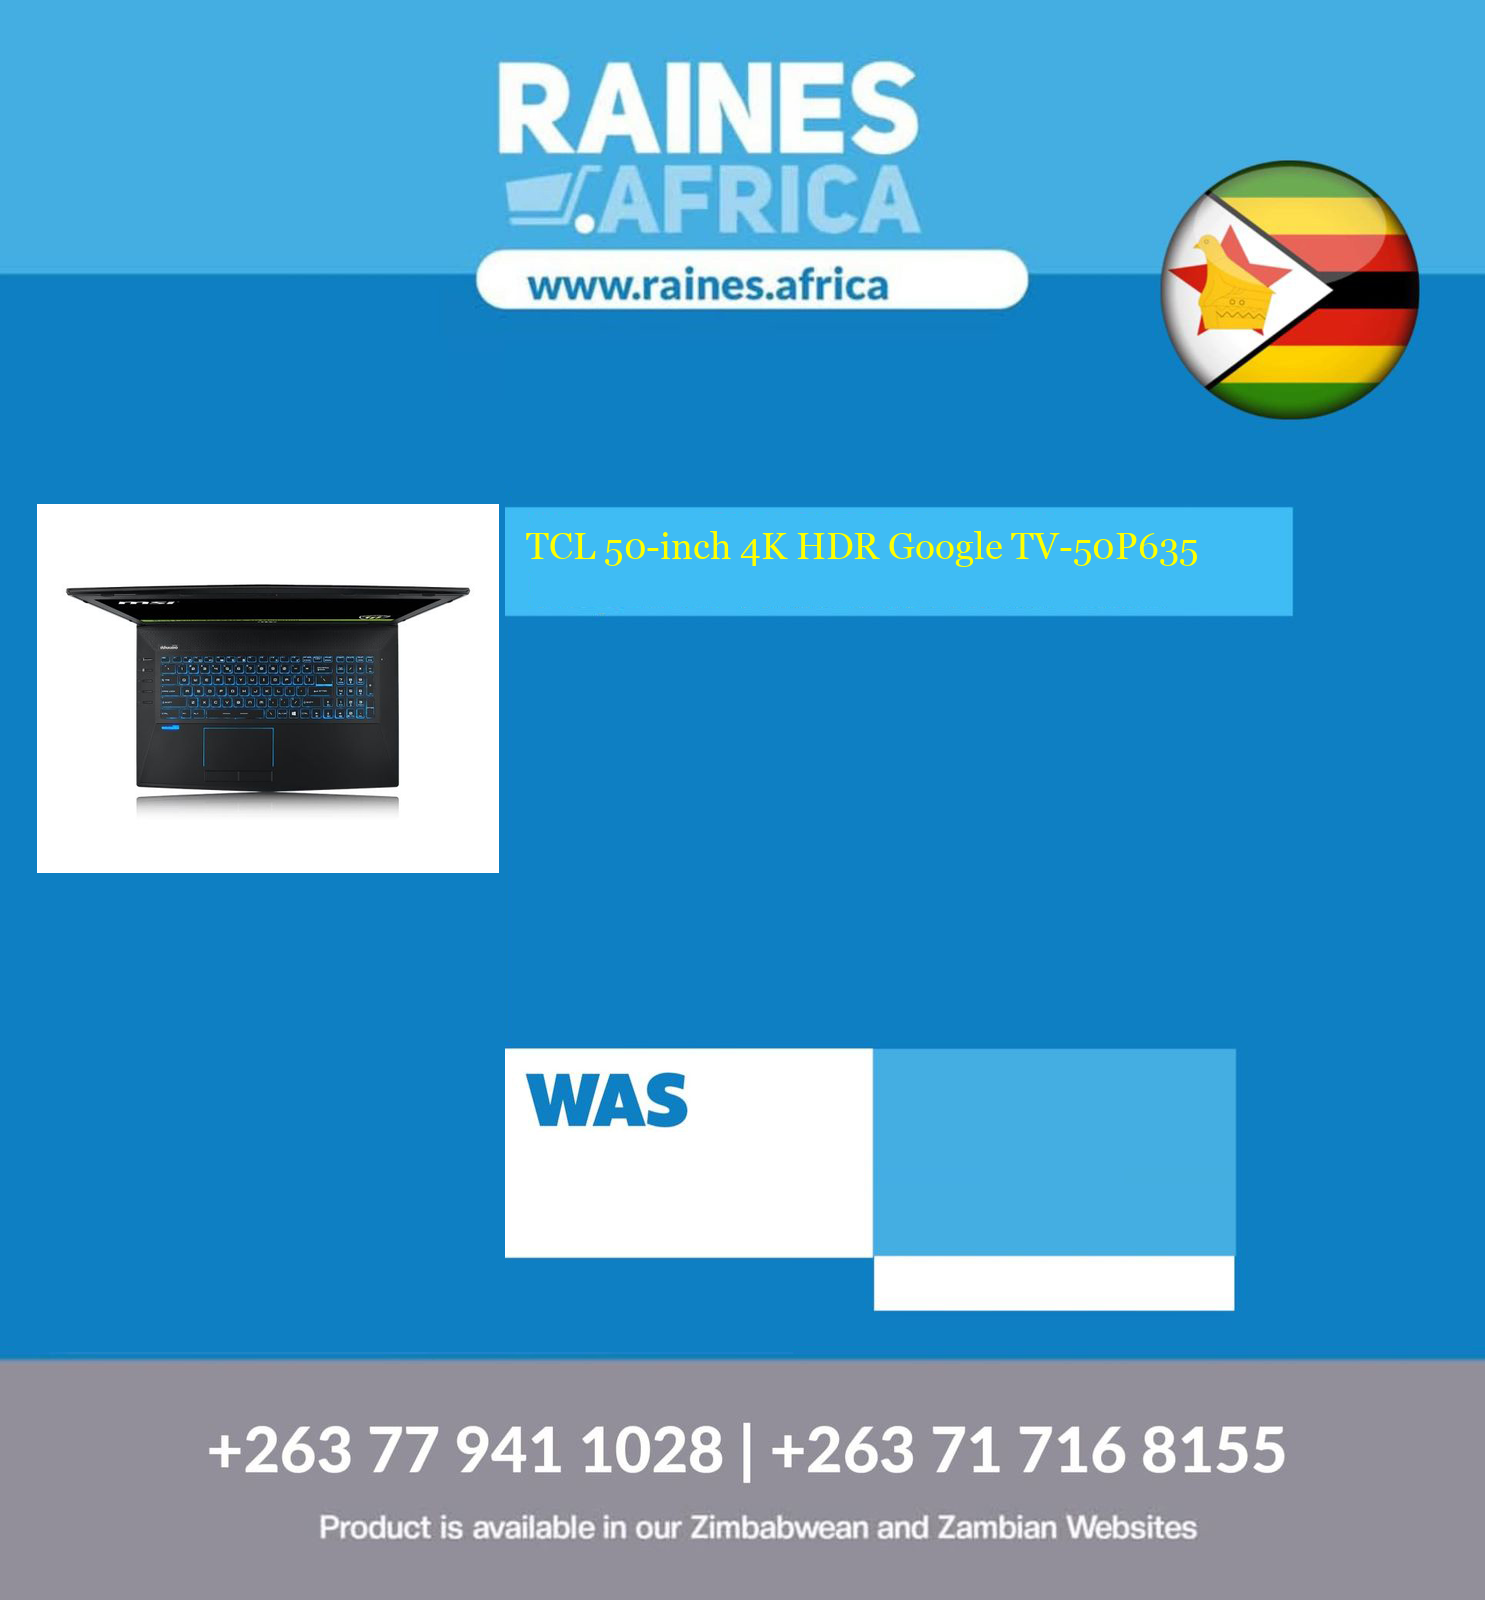 RAINES
.AFRICA
www.raines.africa
TCL 50-inch 4K HDR Google TV-50P635
msi
WAS
+263 77 941 1028 | +263 71 716 8155
Product is available in our Zimbabwean and Zambian Websites